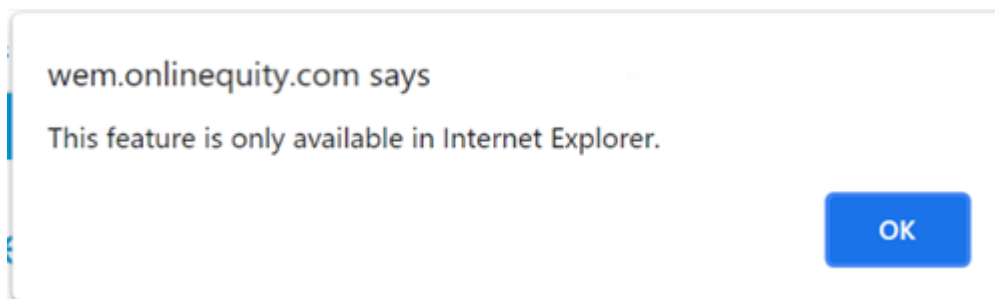 wem.onlinequity.com says
This feature is only available in Internet Explorer.
OK